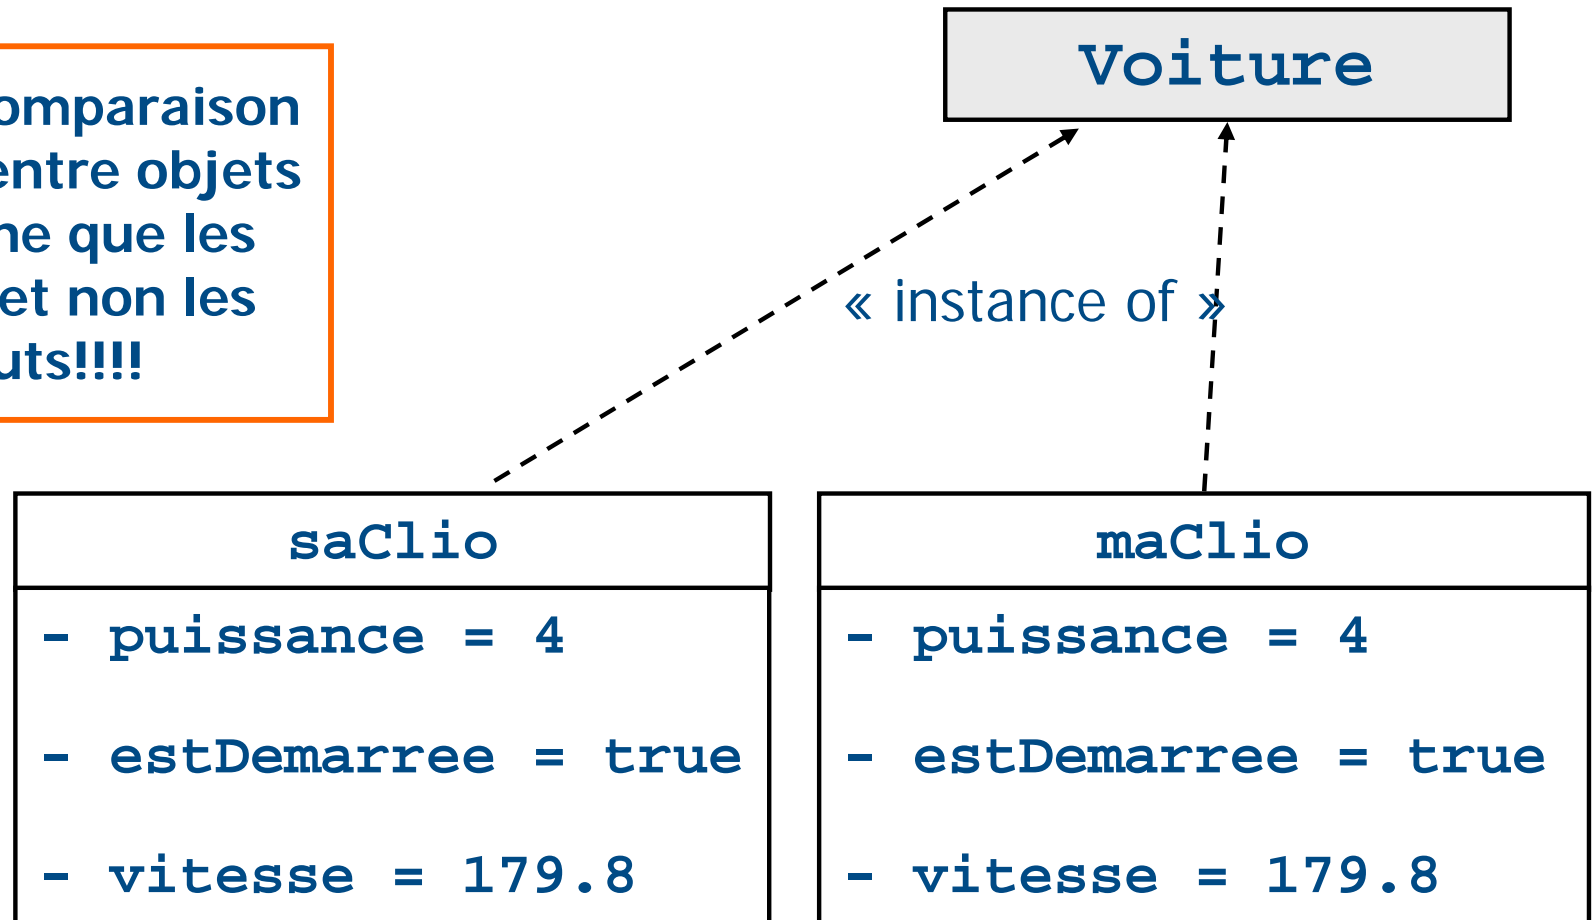 Voiture
omparaison
entre objets
ne que les
et non les
uts!!!!
« instance of »
saClio
- puissance = 4
- estDemarree = true
- vitesse = 179.8
maClio
- puissance = 4
- estDemarree = true
- vitesse = 179.8